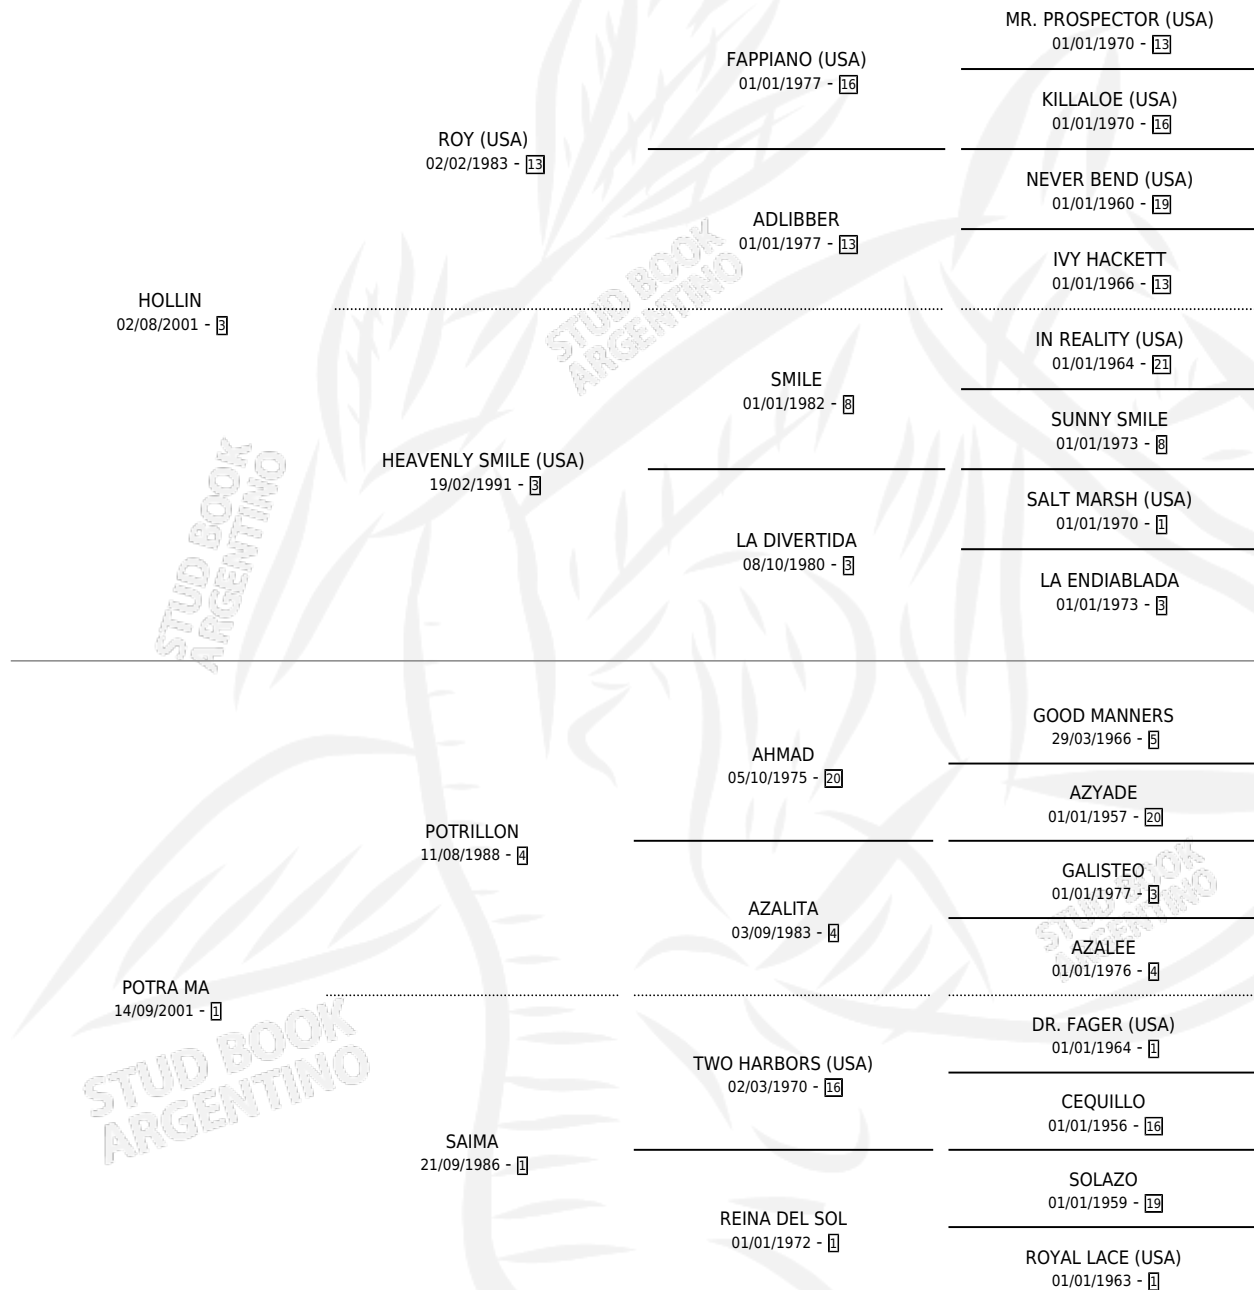 MR. PROSPECTOR (USA)
01/01/1970 - 13
FAPPIANO (USA)
01/01/1977 - 16
KILLALOE (USA)
01/01/1970 - 16
ROY (USA)
02/02/1983 - 13
NEVER BEND (USA)
01/01/1960 - 19
ADLIBBER
01/01/1977 - 13
IVY HACKETT
01/01/1966 - 13
HOLLIN
02/08/2001 - 3
IN REALITY (USA)
01/01/1964 - 21
SMILE
01/01/1982 - 8
SUNNY SMILE
01/01/1973 - 8
HEAVENLY SMILE (USA)
19/02/1991 - 3
SALT MARSH (USA)
01/01/1970 - 1
LA DIVERTIDA
08/10/1980 - 3
LA ENDIABLADA
01/01/1973 - 3
GOOD MANNERS
29/03/1966 - 5
AHMAD
05/10/1975 - 20
AZYADE
01/01/1957 - 20
POTRILLON
11/08/1988 - 4
GALISTEO
01/01/1977 - 3
AZALITA
03/09/1983 - 4
AZALEE
01/01/1976 - 4
POTRA MA
14/09/2001 - 1
DR. FAGER (USA)
01/01/1964 - 1
TWO HARBORS (USA)
02/03/1970 - 16
CEQUILLO
01/01/1956 - 16
SAIMA
21/09/1986 - 1
SOLAZO
01/01/1959 - 19
REINA DEL SOL
01/01/1972 - 1
ROYAL LACE (USA)
01/01/1963 - 1
STUD BOOK
ARGENTINO
STUD BOOK
ARGENTINO
STUD BOOK
ARGENTINO
STUD BOOK
ARGENTINO